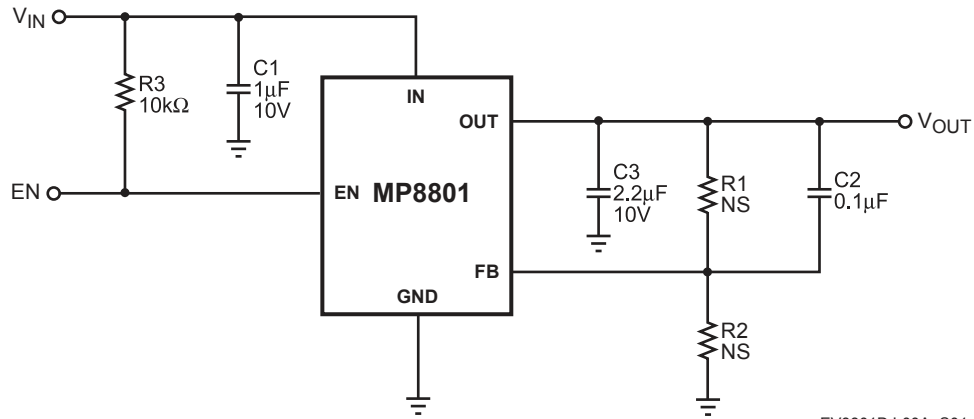 VIN
R3
10kΩ
C1
1μF
10V
IN
OUT
VOUT
EN
EN MP8801
C3
2.2μF
10V
R1
NS
C2
0.1μF
FB
GND
R2
NS